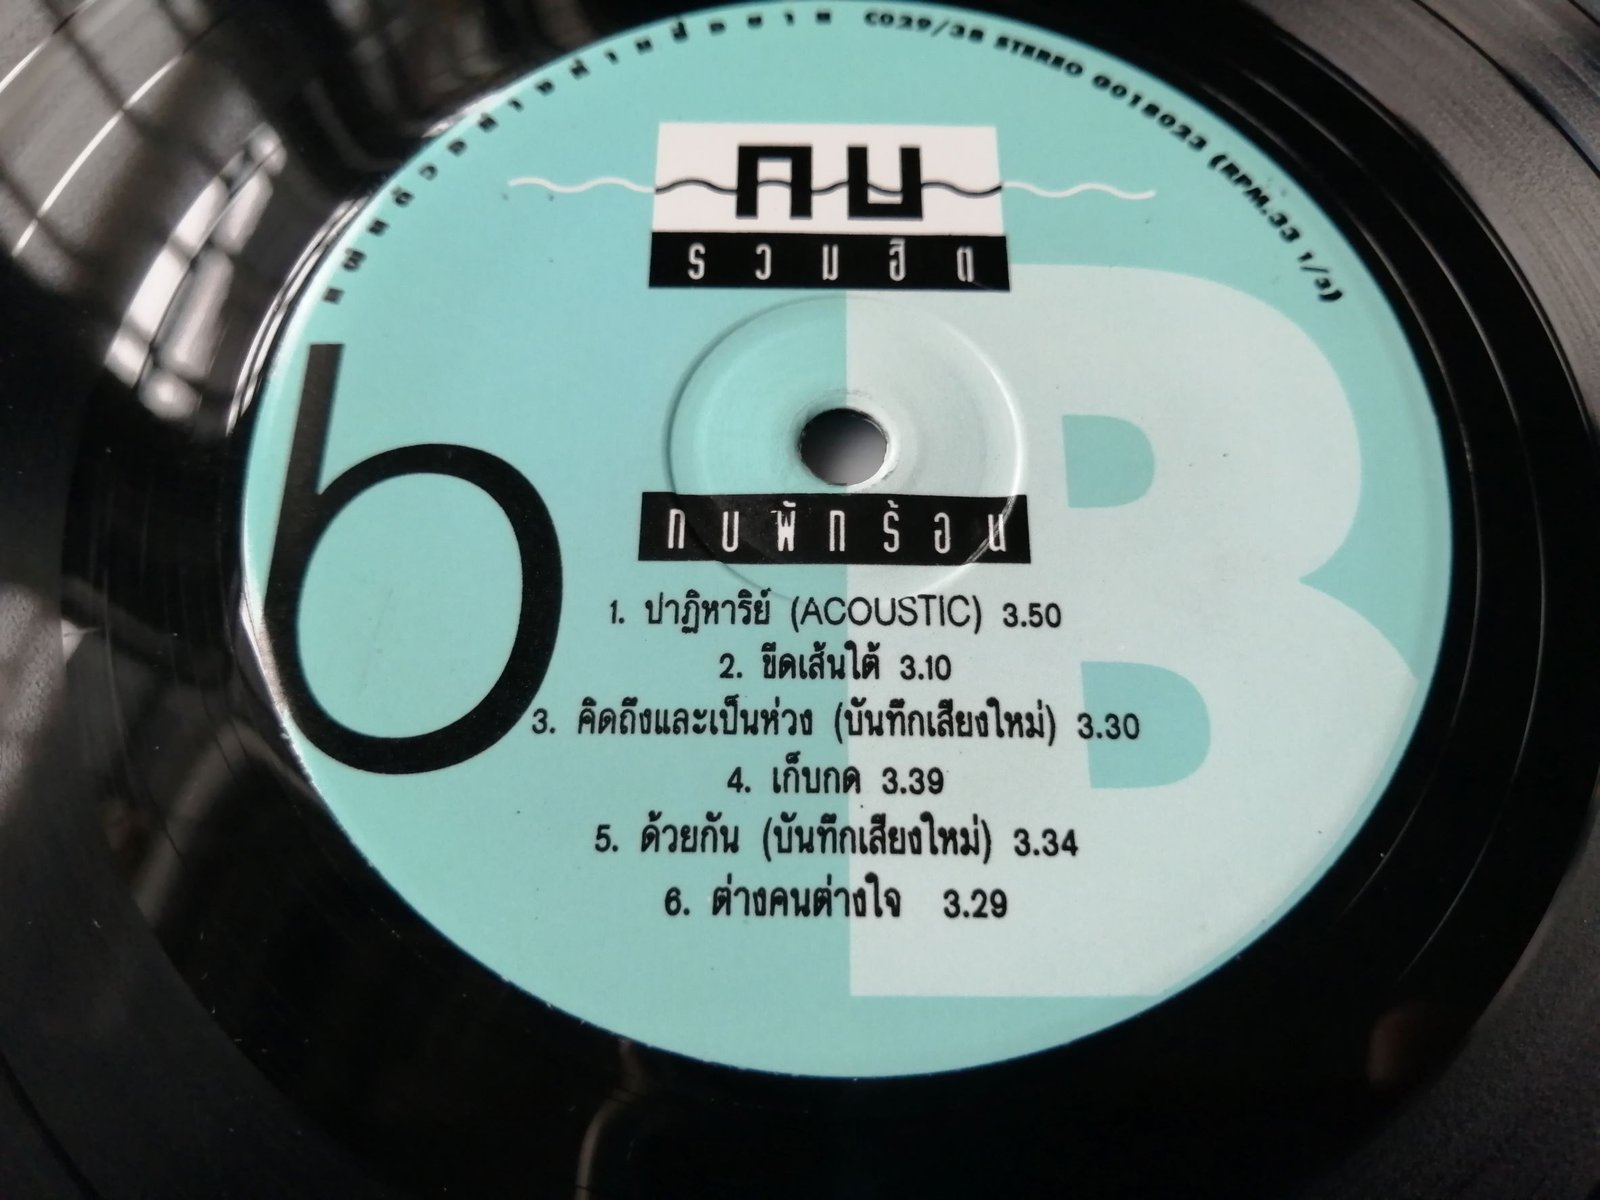 C029/38 STEREO 001B023 (RPM.33 1/3)
กบ
รวมฮิต
กบพักร้อน
b
B
1. ปาฏิหาริย์ (ACOUSTIC) 3.50
2. ขีดเส้นใต้ 3.10
3. คิดถึงและเป็นห่วง (บันทึกเสียงใหม่) 3.30
4. เก็บกด 3.39
5. ด้วยกัน (บันทึกเสียงใหม่) 3.34
6. ต่างคนต่างใจ 3.29